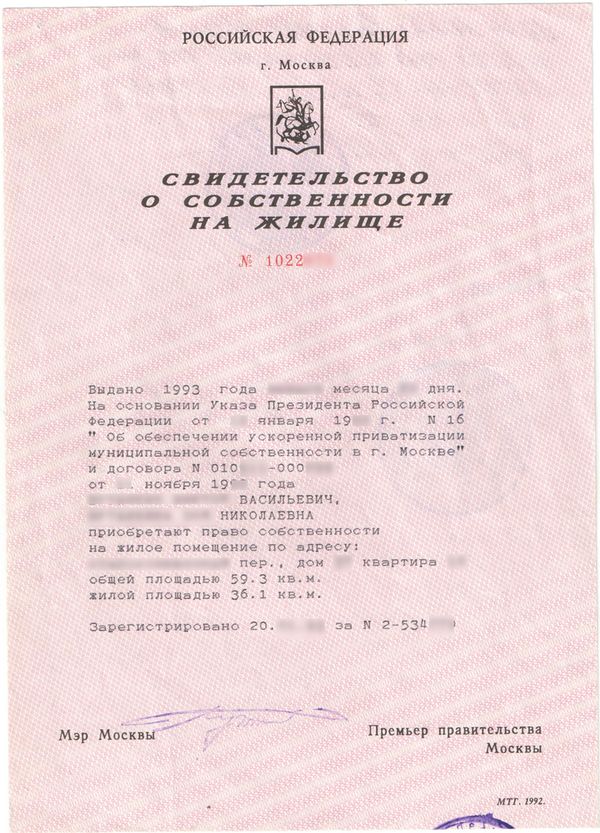 РОССИЙСКАЯ ФЕДЕРАЦИЯ
г. Москва
СВИДЕТЕЛЬСТВО
О СОБСТВЕННОСТИ
НА ЖИЛИЩЕ
№ 1022
Выдано 1993 года месяца дня.
На основании Указа Президента Российской
Федерации от января 19 г. N 16
" Об обеспечении ускоренной приватизации
муниципальной собственности в г. Москве"
и договора N 010 -000
от ноября 19 года
ВАСИЛЬЕВИЧ,
НИКОЛАЕВНА
приобретают право собственности
на жилое помещение по адресу:
пер., дом квартира
общей площадью 59.3 кв.м.
жилой площадью 36.1 кв.м.
Зарегистрировано 20. за N 2-534
Мэр Москвы
Премьер правительства
Москвы
МТГ. 1992.